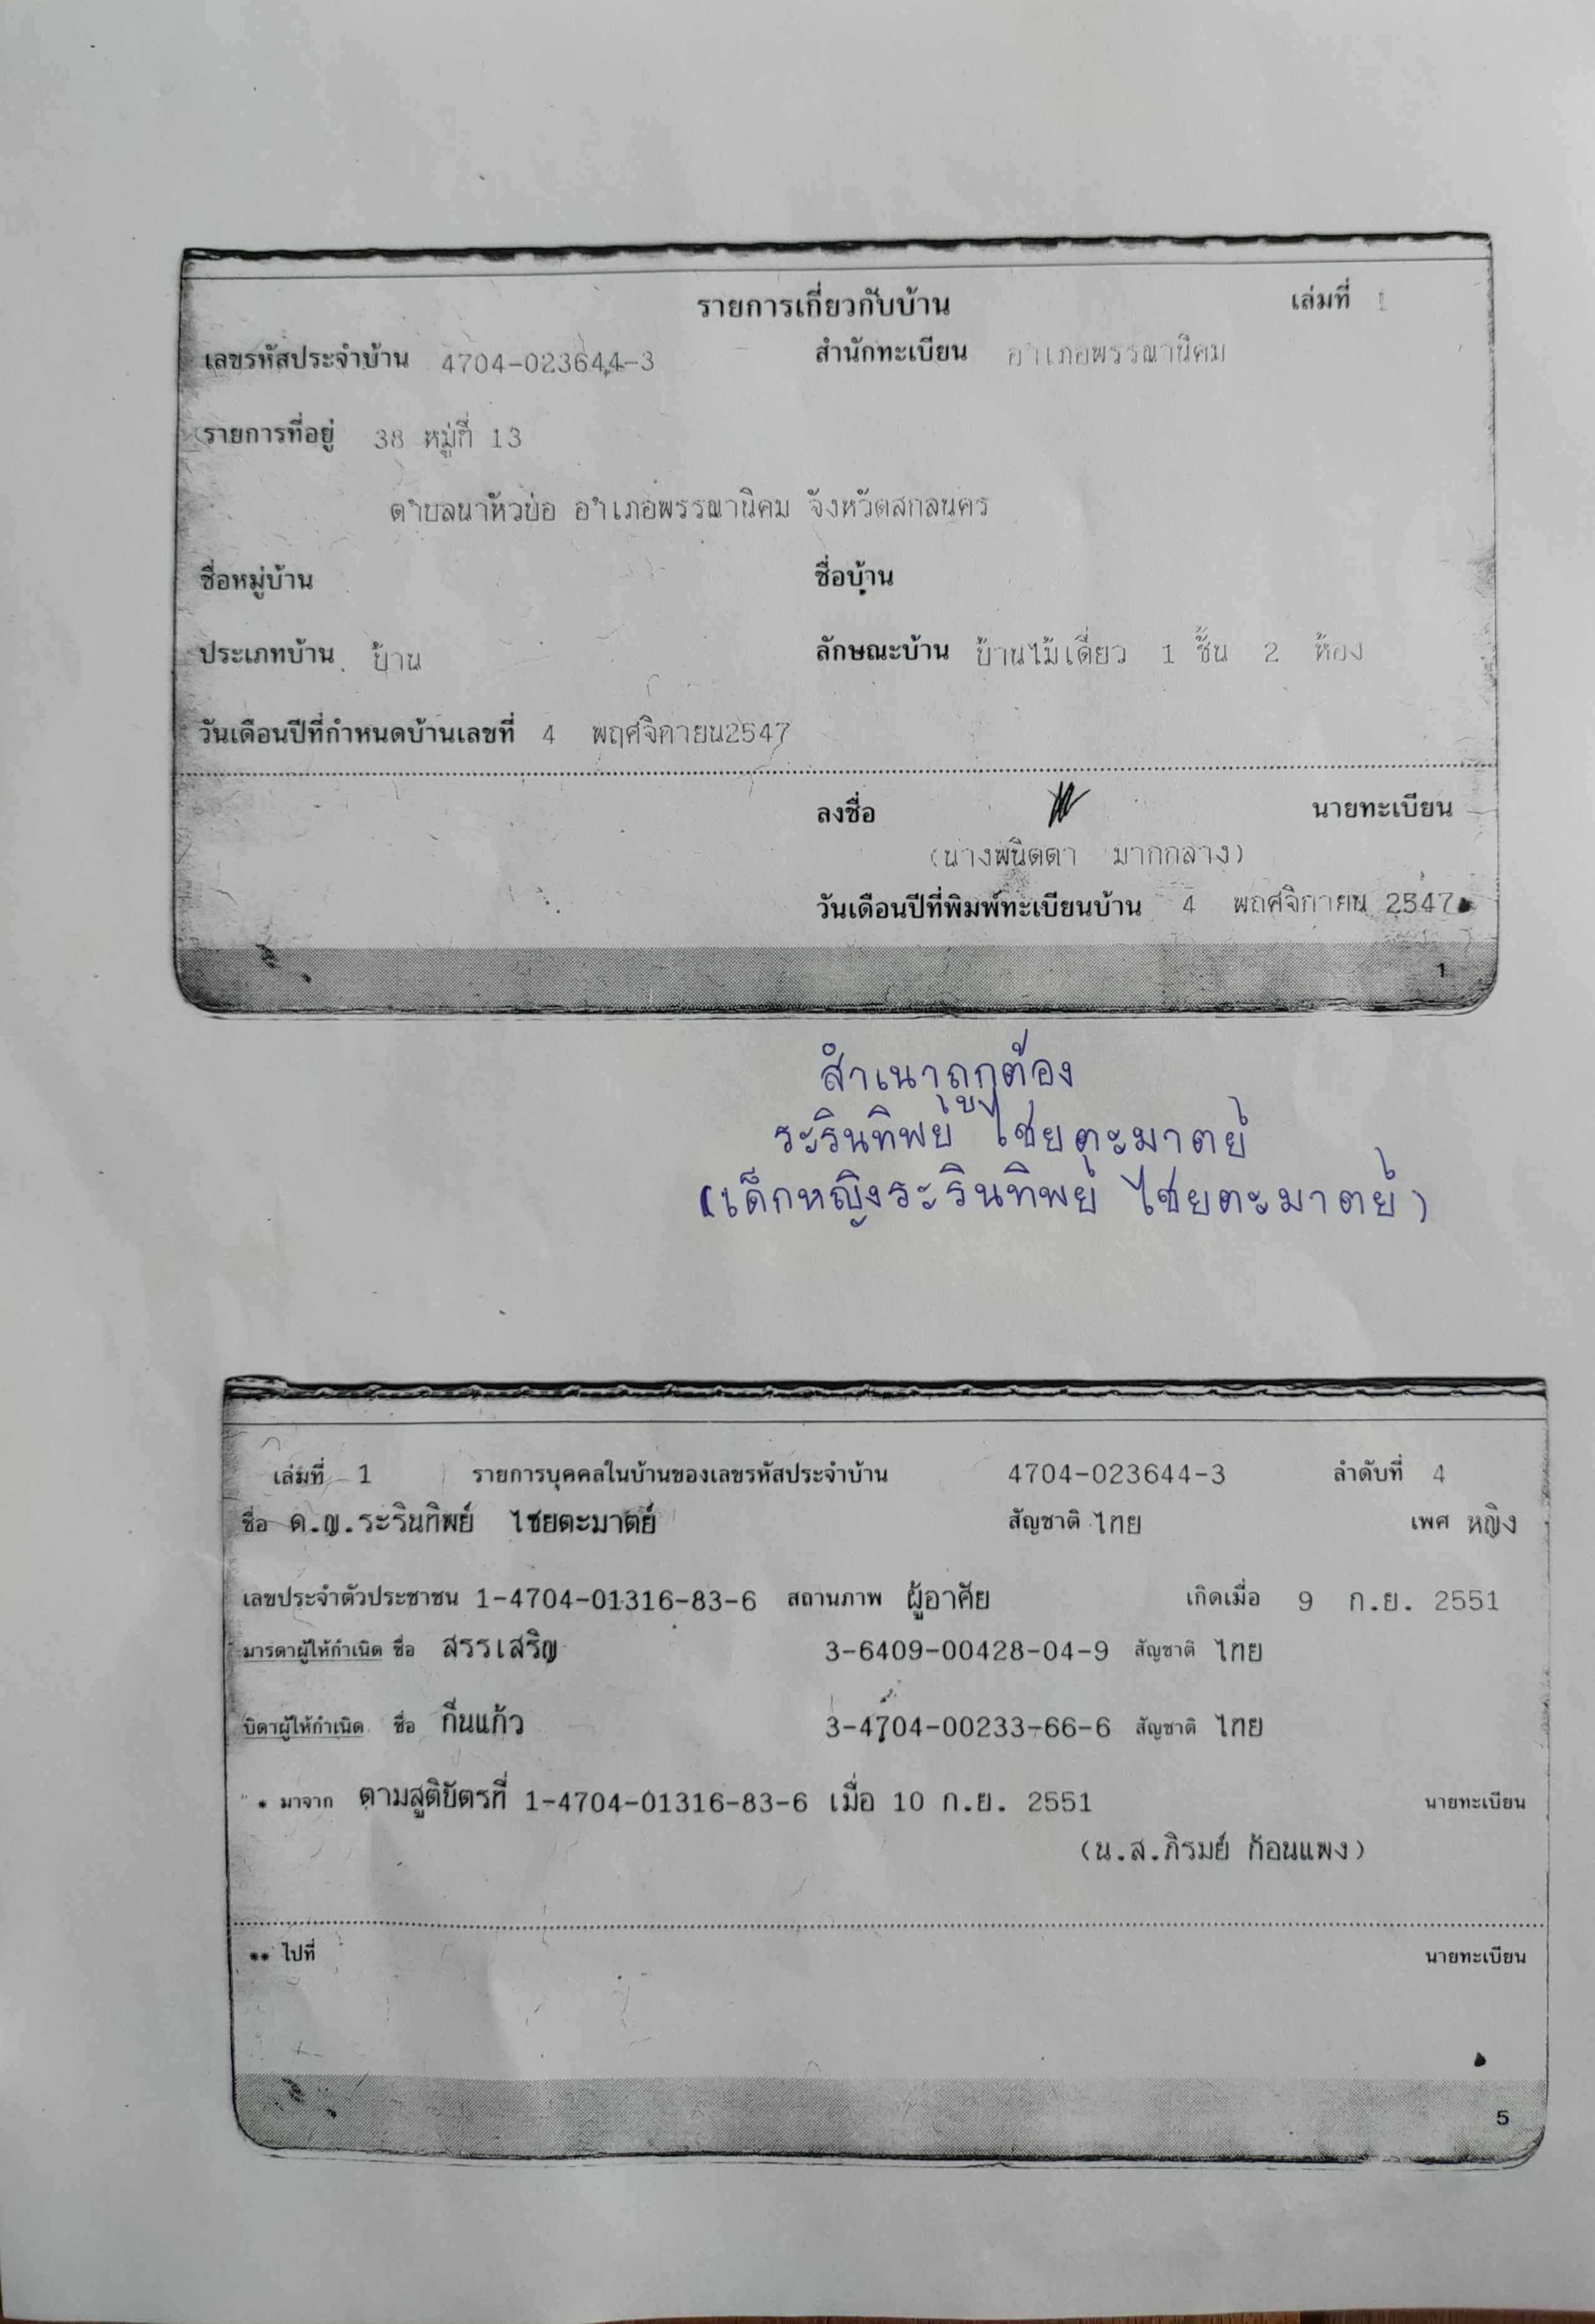 รายการเกี่ยวกับบ้าน เล่มที่ 1
เลขรหัสประจำบ้าน 4704-023644-3 สำนักทะเบียน อำเภอพรรณานิคม
รายการที่อยู่ 38 หมู่ที่ 13
ตำบลนาหัวบ่อ อำเภอพรรณานิคม จังหวัดสกลนคร
ชื่อหมู่บ้าน ชื่อบ้าน
ประเภทบ้าน บ้าน ลักษณะบ้าน บ้านไม้เดี่ยว 1 ชั้น 2 ห้อง
วันเดือนปีที่กำหนดบ้านเลขที่ 4 พฤศจิกายน2547
ลงชื่อ นายทะเบียน
(นางพนิตตา มากกลาง)
วันเดือนปีที่พิมพ์ทะเบียนบ้าน 4 พฤศจิกายน 2547
1
สำเนาถูกต้อง
ระรินทิพย์ ไชยตะมาตย์
(เด็กหญิงระรินทิพย์ ไชยตะมาตย์)
เล่มที่ 1 รายการบุคคลในบ้านของเลขรหัสประจำบ้าน 4704-023644-3 ลำดับที่ 4
ชื่อ ด.ญ.ระรินทิพย์ ไชยตะมาตย์ สัญชาติ ไทย เพศ หญิง
เลขประจำตัวประชาชน 1-4704-01316-83-6 สถานภาพ ผู้อาศัย เกิดเมื่อ 9 ก.ย. 2551
มารดาผู้ให้กำเนิด ชื่อ สรรเสริญ 3-6409-00428-04-9 สัญชาติ ไทย
บิดาผู้ให้กำเนิด ชื่อ กีนแก้ว 3-4704-00233-66-6 สัญชาติ ไทย
* มาจาก ตามสูติบัตรที่ 1-4704-01316-83-6 เมื่อ 10 ก.ย. 2551 นายทะเบียน
(น.ส.ภิรมย์ ก้อนแพง)
** ไปที่ นายทะเบียน
5